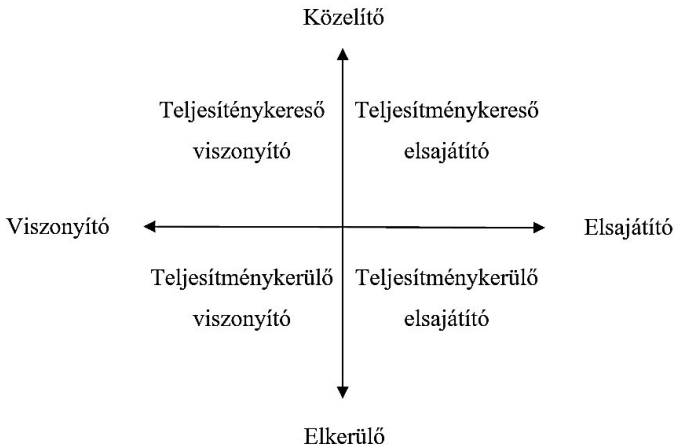 Közelítő
Teljesíténykereső
viszonyító
Teljesítménykereső
elsajátító
Viszonyító
Elsajátító
Teljesítménykerülő
viszonyító
Teljesítménykerülő
elsajátító
Elkerülő